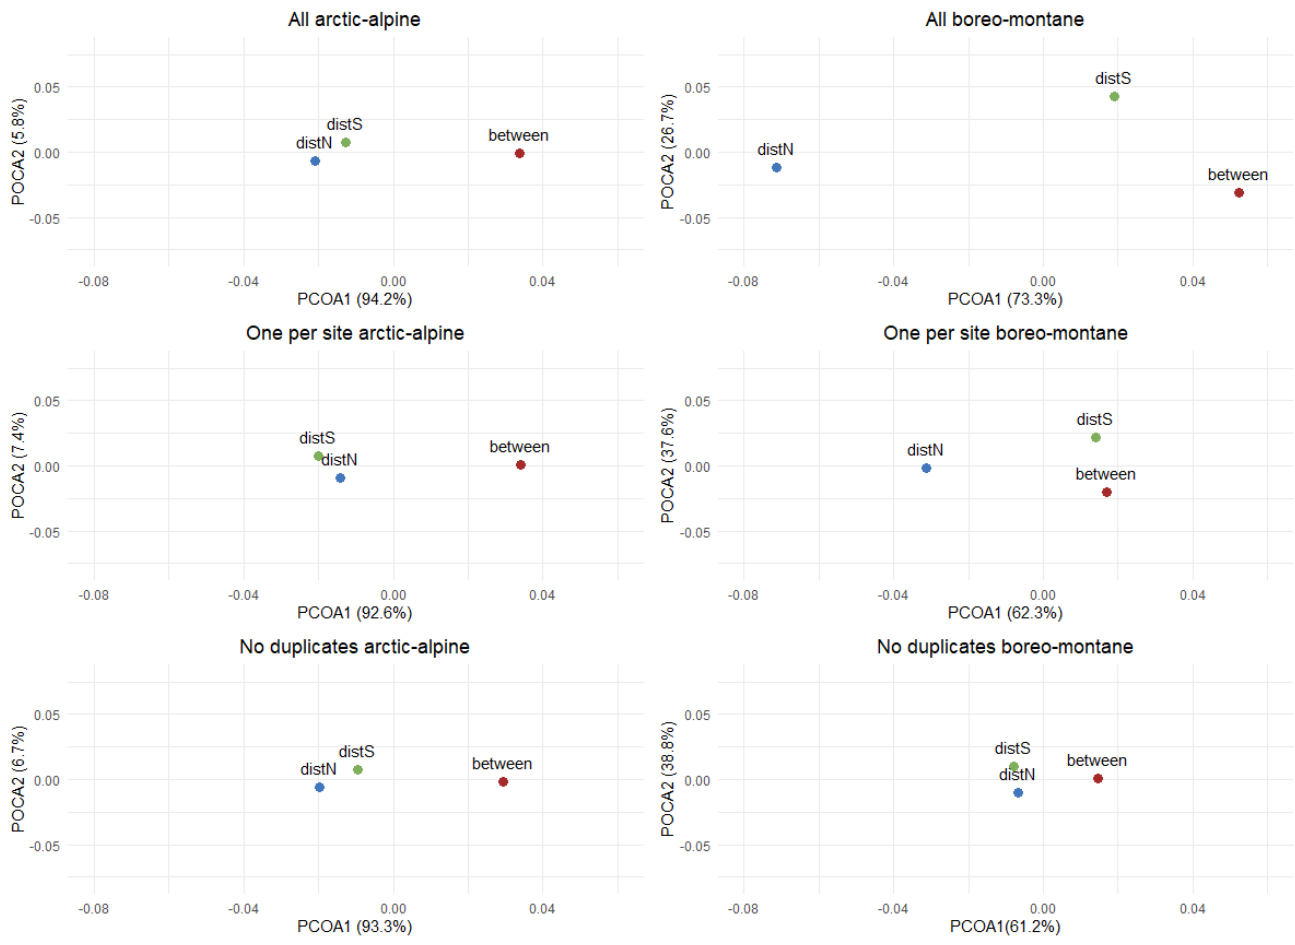 All arctic-alpine
POCA2 (5.8%)
0.05
0.00
-0.05
distS
distN
between
-0.08
-0.04
0.00
0.04
PCOA1 (94.2%)
All boreo-montane
POCA2 (26.7%)
0.05
0.00
-0.05
distS
distN
between
-0.08
-0.04
0.00
0.04
PCOA1 (73.3%)
One per site arctic-alpine
POCA2 (7.4%)
0.05
0.00
-0.05
distS
distN
between
-0.08
-0.04
0.00
0.04
PCOA1 (92.6%)
One per site boreo-montane
POCA2 (37.6%)
0.05
0.00
-0.05
distS
distN
between
-0.08
-0.04
0.00
0.04
PCOA1 (62.3%)
No duplicates arctic-alpine
POCA2 (6.7%)
0.05
0.00
-0.05
distS
distN
between
-0.08
-0.04
0.00
0.04
PCOA1 (93.3%)
No duplicates boreo-montane
POCA2 (38.8%)
0.05
0.00
-0.05
distS
distN
between
-0.08
-0.04
0.00
0.04
PCOA1(61.2%)